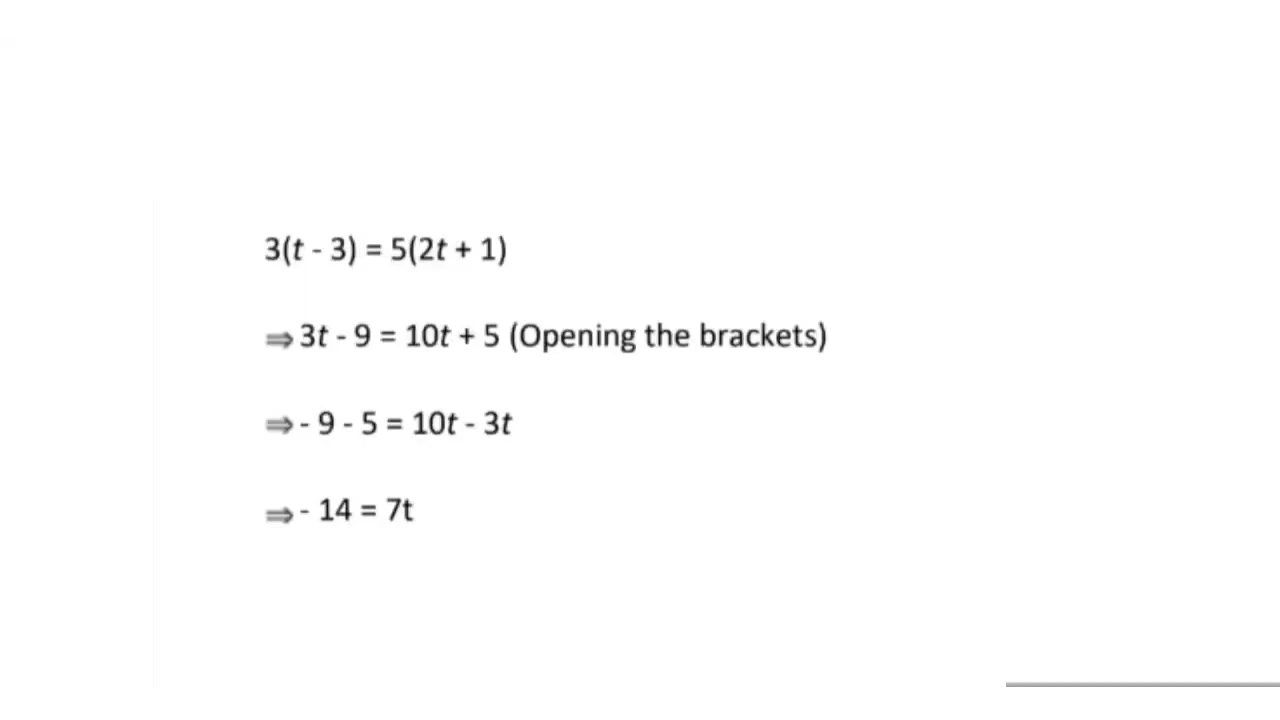 3(t - 3) = 5(2t + 1)
⇒ 3t - 9 = 10t + 5 (Opening the brackets)
⇒ - 9 - 5 = 10t - 3t
⇒ - 14 = 7t